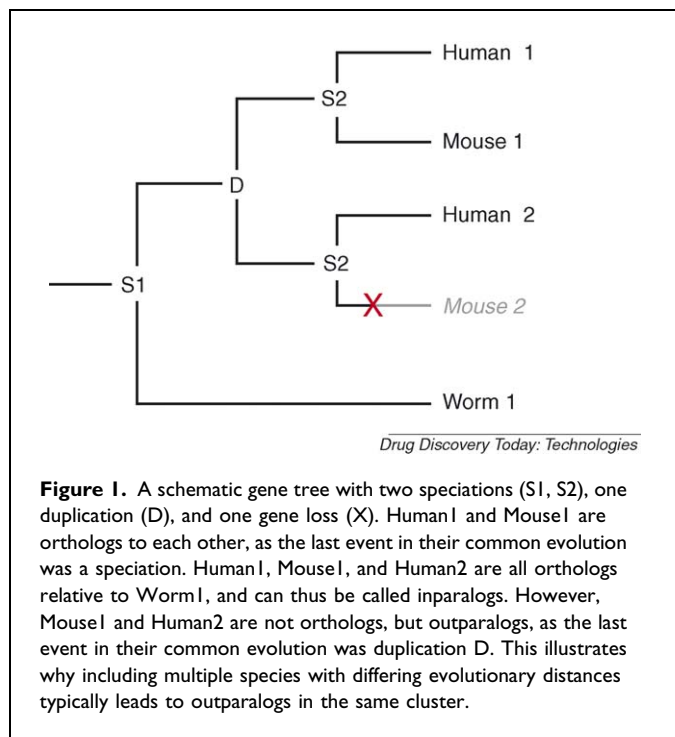 Human 1
S2
Mouse 1
D
Human 2
S2
Mouse 2
S1
X
Worm 1
Drug Discovery Today: Technologies
Figure 1. A schematic gene tree with two speciations (S1, S2), one
duplication (D), and one gene loss (X). Human1 and Mouse1 are
orthologs to each other, as the last event in their common evolution
was a speciation. Human1, Mouse1, and Human2 are all orthologs
relative to Worm1, and can thus be called inparalogs. However,
Mouse1 and Human2 are not orthologs, but outparalogs, as the last
event in their common evolution was duplication D. This illustrates
why including multiple species with differing evolutionary distances
typically leads to outparalogs in the same cluster.